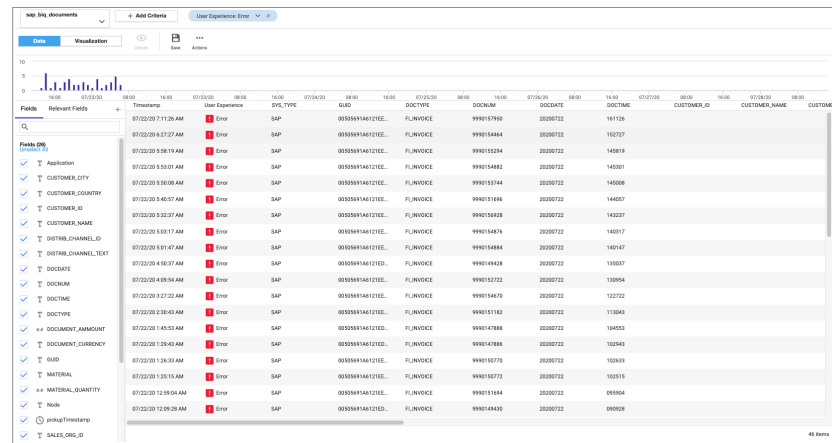 sap_biq_documents
+ Add Criteria
User Experience: Error ×
Data Visualization
Details Save Actions
10
5
0
16:00 07/22/20 08:00 16:00 07/23/20 08:00 16:00 07/24/20 08:00 16:00 07/25/20 08:00 16:00 07/26/20 08:00 16:00 07/27/20 08:00 16:00 07/28/20 08:00
Fields Relevant Fields ←
Fields (26)
Unselect All
T Application
T CUSTOMER_CITY
T CUSTOMER_COUNTRY
T CUSTOMER_ID
T CUSTOMER_NAME
T DISTRIB_CHANNEL_ID
T DISTRIB_CHANNEL_TEXT
T DOCDATE
T DOCNUM
T DOCTIME
T DOCTYPE
## DOCUMENT_AMMOUNT
T DOCUMENT_CURRENCY
T GUID
T MATERIAL
## MATERIAL_QUANTITY
T Node
pickupTimestamp
T SALES_ORG_ID
Timestamp User Experience SYS_TYPE GUID DOCTYPE DOCNUM DOCDATE DOCTIME CUSTOMER_ID CUSTOMER_NAME CUSTOME
07/22/20 7:11:26 AM ! Error SAP 00505691A6121EE... FI_INVOICE 9990157950 20200722 161126
07/22/20 6:27:27 AM ! Error SAP 00505691A6121EE... FI_INVOICE 9990154464 20200722 152727
07/22/20 5:58:19 AM ! Error SAP 00505691A6121EE... FI_INVOICE 9990155294 20200722 145819
07/22/20 5:53:01 AM ! Error SAP 00505691A6121EE... FI_INVOICE 9990154882 20200722 145301
07/22/20 5:50:08 AM ! Error SAP 00505691A6121EE... FI_INVOICE 9990153744 20200722 145008
07/22/20 5:40:57 AM ! Error SAP 00505691A6121EE... FI_INVOICE 9990151696 20200722 144057
07/22/20 5:32:37 AM ! Error SAP 00505691A6121EE... FI_INVOICE 9990156928 20200722 143237
07/22/20 5:03:17 AM ! Error SAP 00505691A6121EE... FI_INVOICE 9990154876 20200722 140317
07/22/20 5:01:47 AM ! Error SAP 00505691A6121EE... FI_INVOICE 9990154884 20200722 140147
07/22/20 4:50:37 AM ! Error SAP 00505691A6121ED... FI_INVOICE 9990149428 20200722 135037
07/22/20 4:09:54 AM ! Error SAP 00505691A6121EE... FI_INVOICE 9990152722 20200722 130954
07/22/20 3:27:22 AM ! Error SAP 00505691A6121EE... FI_INVOICE 9990154670 20200722 122722
07/22/20 2:30:43 AM ! Error SAP 00505691A6121EE... FI_INVOICE 9990151182 20200722 113043
07/22/20 1:45:53 AM ! Error SAP 00505691A6121ED... FI_INVOICE 9990147888 20200722 104553
07/22/20 1:29:43 AM ! Error SAP 00505691A6121ED... FI_INVOICE 9990147886 20200722 102943
07/22/20 1:26:33 AM ! Error SAP 00505691A6121EE... FI_INVOICE 9990150770 20200722 102633
07/22/20 1:25:15 AM ! Error SAP 00505691A6121EE... FI_INVOICE 9990150772 20200722 102515
07/22/20 12:59:04 AM ! Error SAP 00505691A6121EE... FI_INVOICE 9990151694 20200722 095904
07/22/20 12:09:28 AM ! Error SAP 00505691A6121ED... FI_INVOICE 9990149430 20200722 090928
46 items